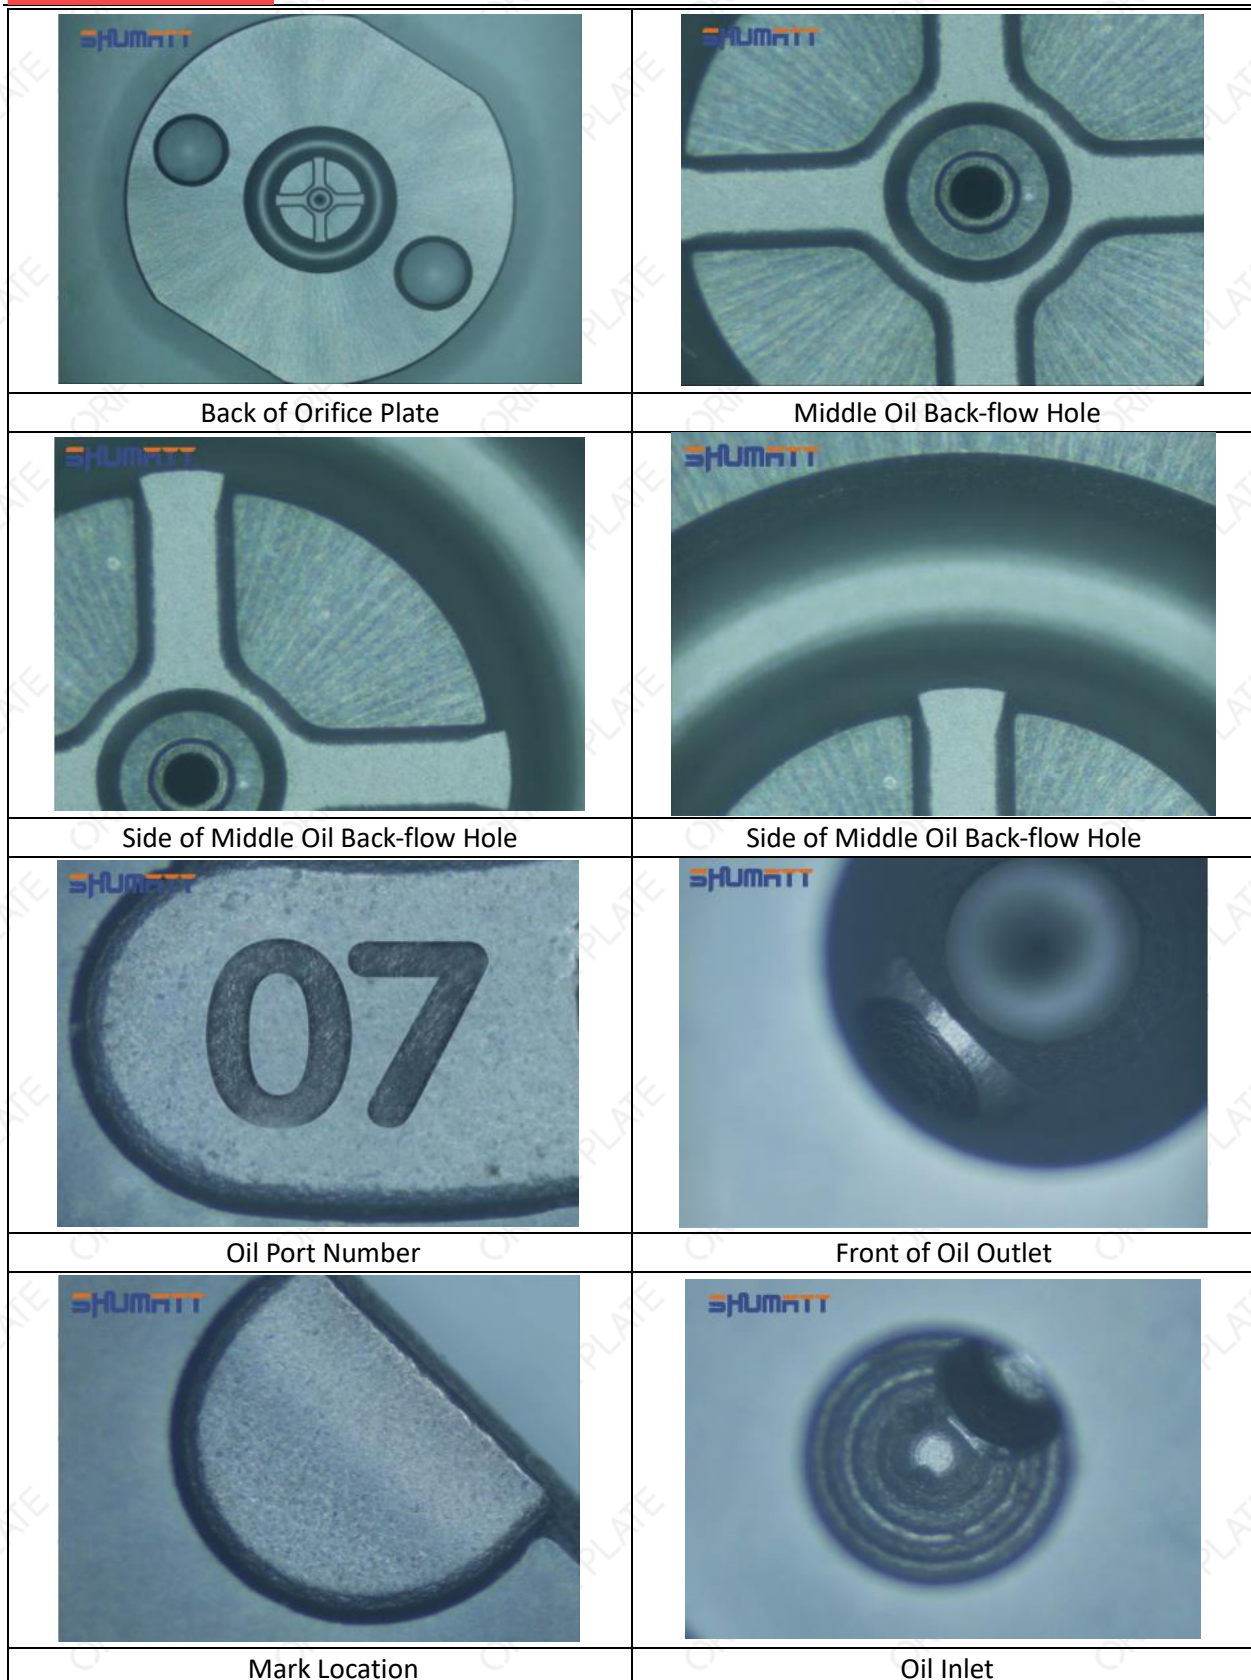 SHUMATT
SHUMATT
Back of Orifice Plate
Middle Oil Back-flow Hole
SHUMATT
SHUMATT
Side of Middle Oil Back-flow Hole
Side of Middle Oil Back-flow Hole
SHUMATT
SHUMATT
07
Oil Port Number
Front of Oil Outlet
SHUMATT
SHUMATT
Mark Location
Oil Inlet